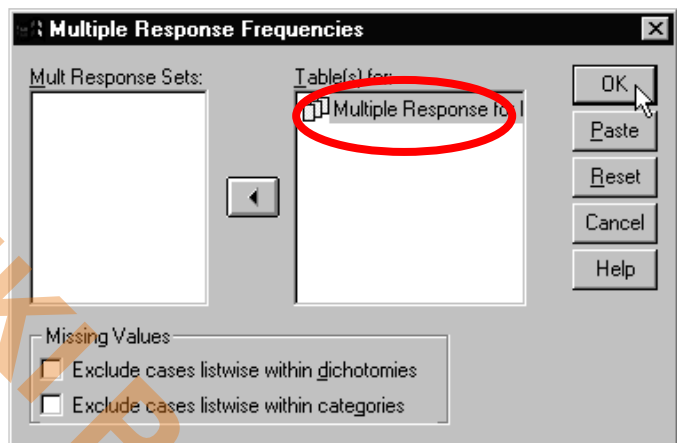 Multiple Response Frequencies
Mult Response Sets:
Table(s) for:
Multiple Response for I
OK
Paste
Reset
Cancel
Help
Missing Values
Exclude cases listwise within dichotomies
Exclude cases listwise within categories